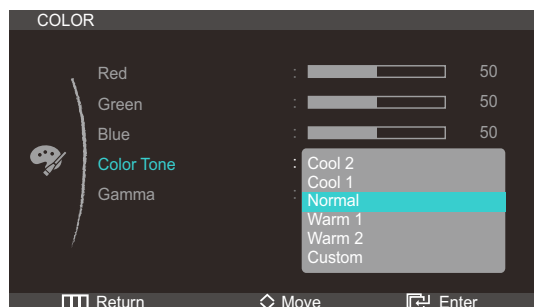 COLOR
Red : 50
Green : 50
Blue : 50
Color Tone : Cool 2
Cool 1
Gamma : Normal
Warm 1
Warm 2
Custom
Return Move Enter